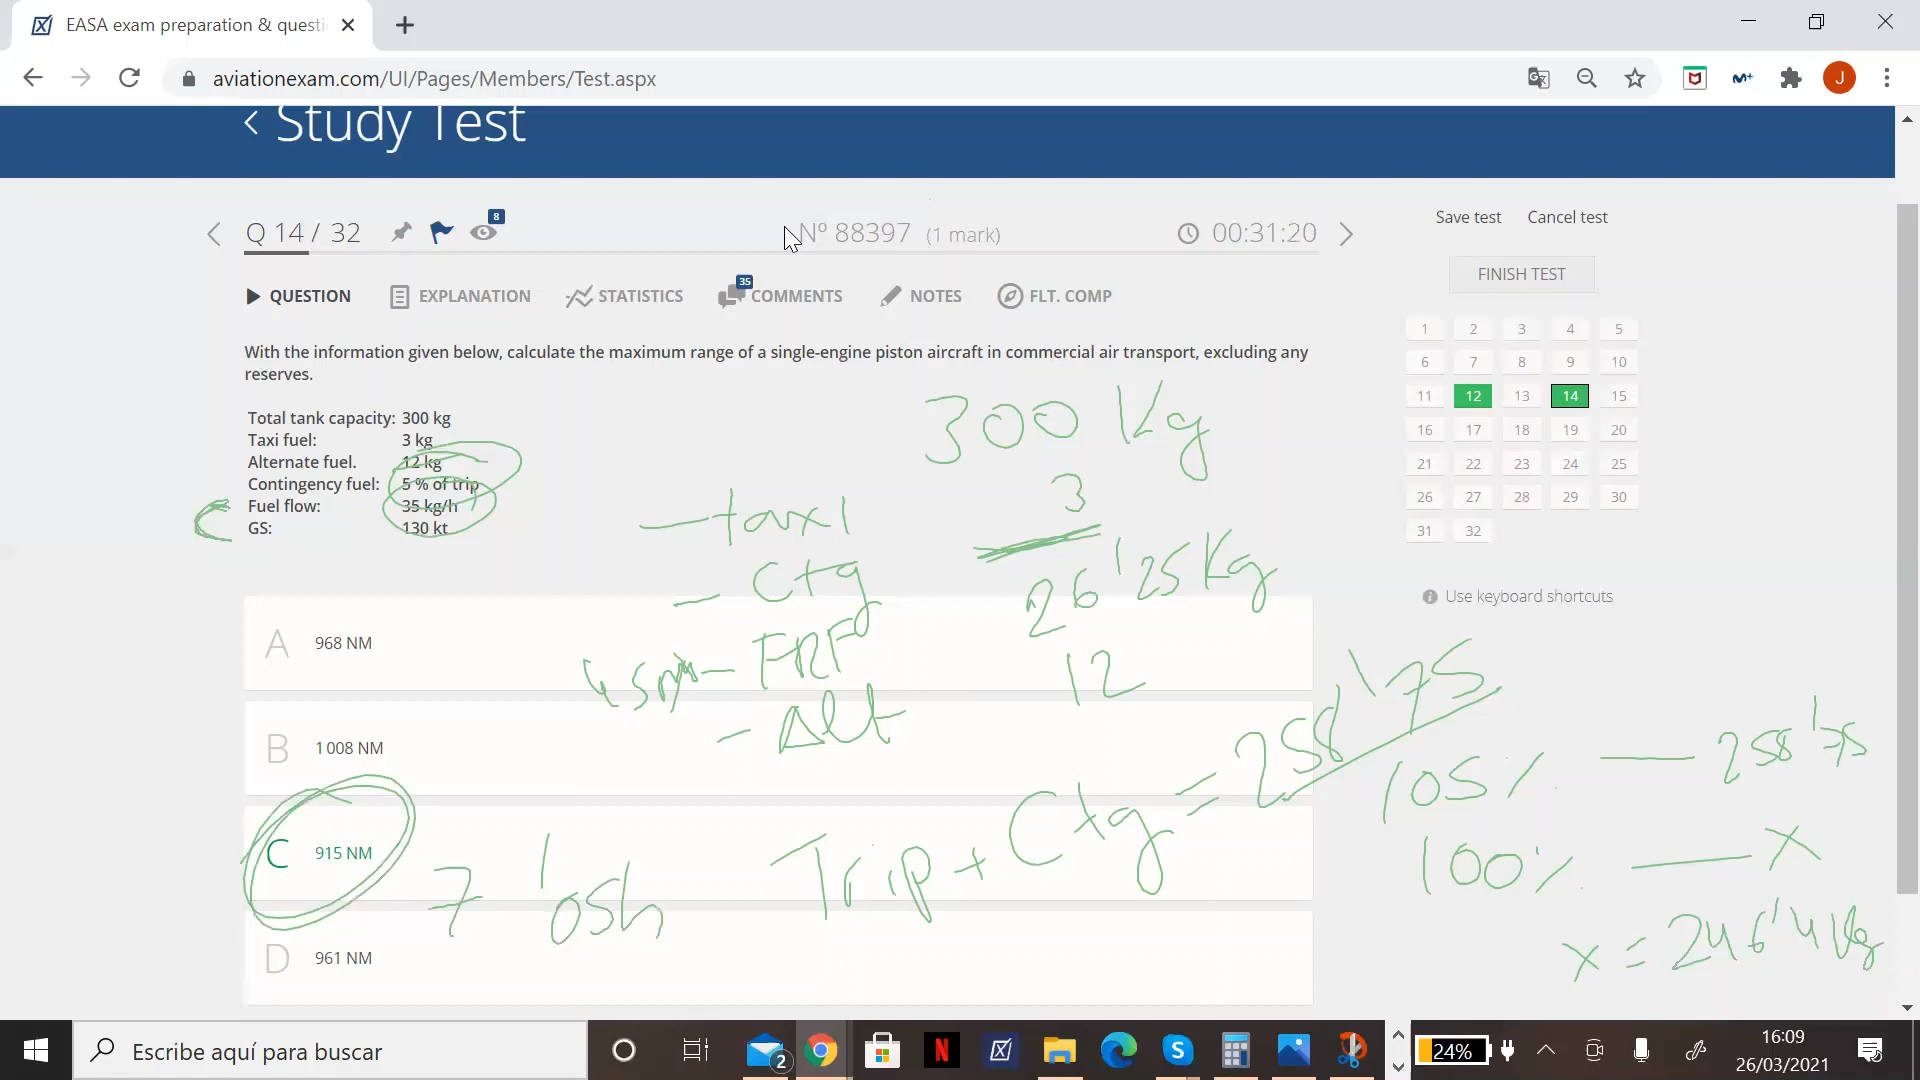 EASA exam preparation & questi
aviationexam.com/UI/Pages/Members/Test.aspx
J
Study Test
Q 14 / 32
8
Nº 88397 (1 mark)
00:31:20
Save test
Cancel test
FINISH TEST
QUESTION
EXPLANATION
STATISTICS
35
COMMENTS
NOTES
FLT. COMP
With the information given below, calculate the maximum range of a single-engine piston aircraft in commercial air transport, excluding any
reserves.
Total tank capacity: 300 kg
Taxi fuel: 3 kg
Alternate fuel. 12 kg
Contingency fuel: 5 % of trip
Fuel flow: 35 kg/h
GS: 130 kt
1 2 3 4 5
6 7 8 9 10
11 12 13 14 15
16 17 18 19 20
21 22 23 24 25
26 27 28 29 30
31 32
Use keyboard shortcuts
300 Kg
– taxi 3
– Ctg
– FRF 26'25 Kg
– Alt 12
A 968 NM
B 1 008 NM
C 915 NM
D 961 NM
7'05h
Trip + Ctg = 258'75
105 % — 258'75
100 % — x
x = 246'4 Kg
Escribe aquí para buscar
2
N
S
24%
16:09
26/03/2021